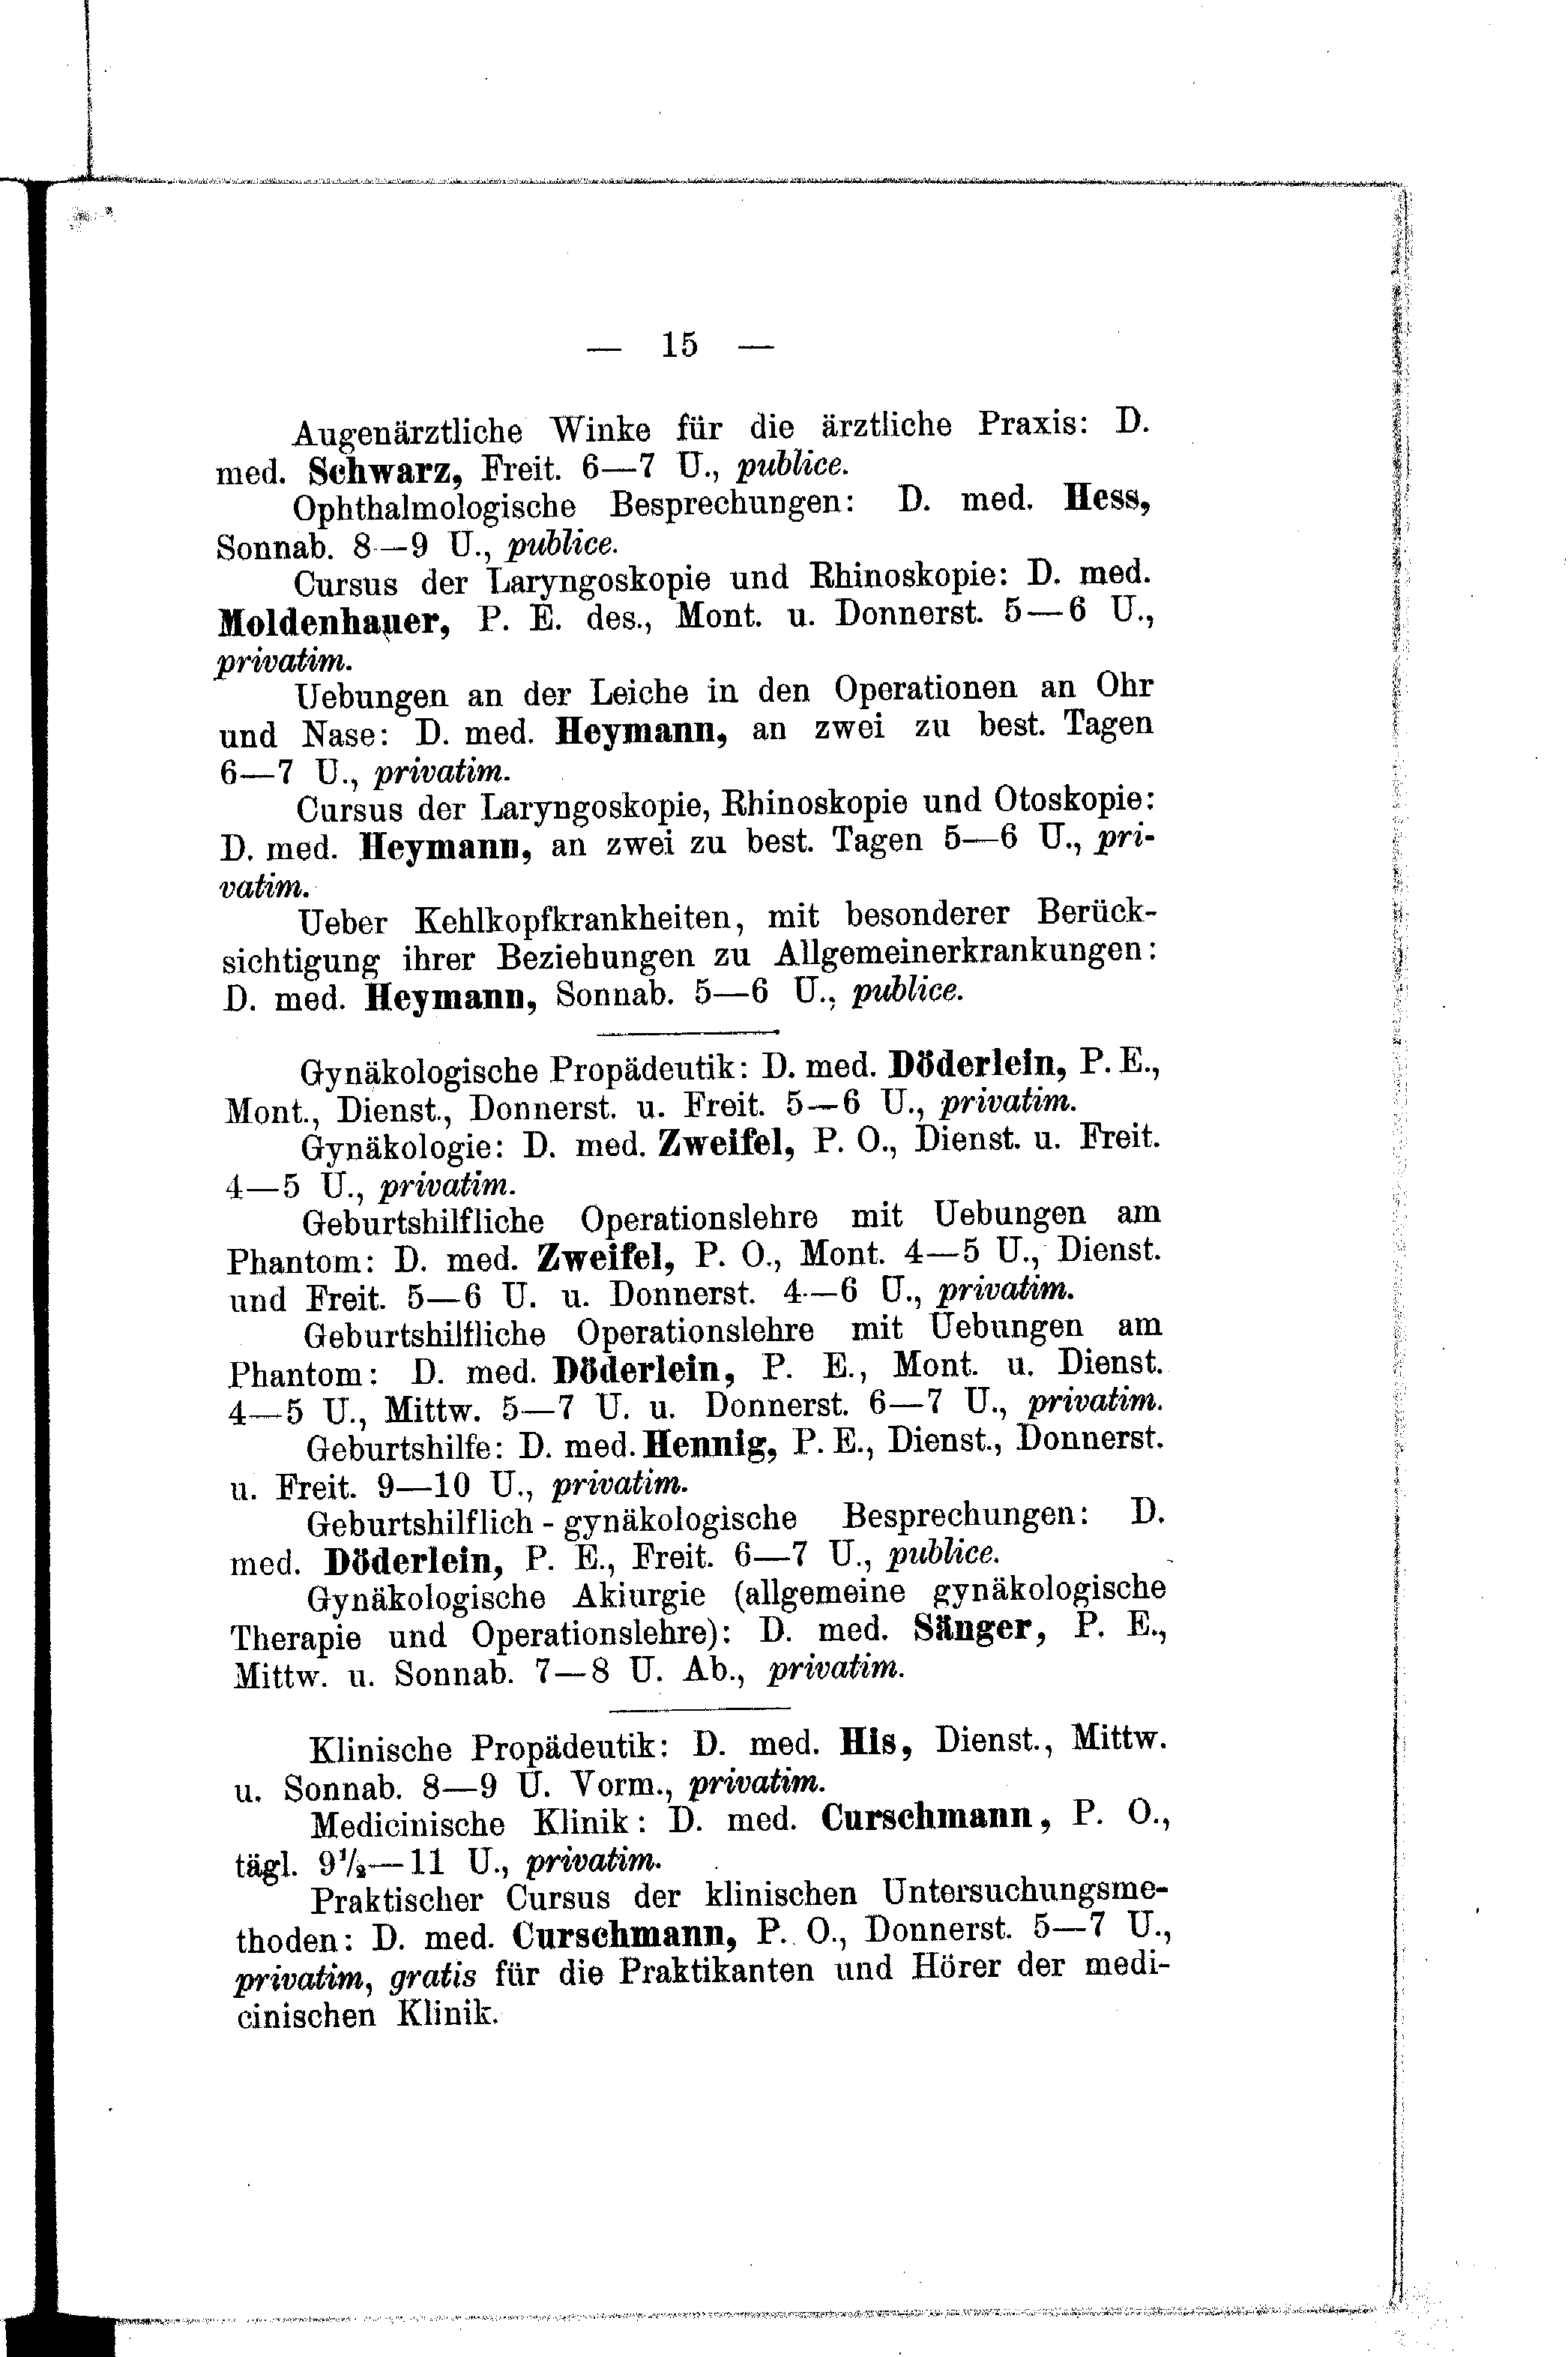 — 15 —
Augenärztliche Winke für die ärztliche Praxis: D.
med. Schwarz, Freit. 6—7 U., publice.
Ophthalmologische Besprechungen: D. med. Hess,
Sonnab. 8—9 U., publice.
Cursus der Laryngoskopie und Rhinoskopie: D. med.
Moldenhauer, P. E. des., Mont. u. Donnerst. 5—6 U.,
privatim.
Uebungen an der Leiche in den Operationen an Ohr
und Nase: D. med. Heymann, an zwei zu best. Tagen
6—7 U., privatim.
Cursus der Laryngoskopie, Rhinoskopie und Otoskopie:
D. med. Heymann, an zwei zu best. Tagen 5—6 U., pri-
vatim.
Ueber Kehlkopfkrankheiten, mit besonderer Berück-
sichtigung ihrer Beziehungen zu Allgemeinerkrankungen:
D. med. Heymann, Sonnab. 5—6 U., publice.
Gynäkologische Propädeutik: D. med. Döderlein, P. E.,
Mont., Dienst., Donnerst. u. Freit. 5—6 U., privatim.
Gynäkologie: D. med. Zweifel, P. O., Dienst. u. Freit.
4—5 U., privatim.
Geburtshilfliche Operationslehre mit Uebungen am
Phantom: D. med. Zweifel, P. O., Mont. 4—5 U., Dienst.
und Freit. 5—6 U. u. Donnerst. 4—6 U., privatim.
Geburtshilfliche Operationslehre mit Uebungen am
Phantom: D. med. Döderlein, P. E., Mont. u. Dienst.
4—5 U., Mittw. 5—7 U. u. Donnerst. 6—7 U., privatim.
Geburtshilfe: D. med. Hennig, P. E., Dienst., Donnerst.
u. Freit. 9—10 U., privatim.
Geburtshilflich - gynäkologische Besprechungen: D.
med. Döderlein, P. E., Freit. 6—7 U., publice.
Gynäkologische Akiurgie (allgemeine gynäkologische
Therapie und Operationslehre): D. med. Sänger, P. E.,
Mittw. u. Sonnab. 7—8 U. Ab., privatim.
Klinische Propädeutik: D. med. His, Dienst., Mittw.
u. Sonnab. 8—9 U. Vorm., privatim.
Medicinische Klinik: D. med. Curschmann, P. O.,
tägl. 9½—11 U., privatim.
Praktischer Cursus der klinischen Untersuchungsme-
thoden: D. med. Curschmann, P. O., Donnerst. 5—7 U.,
privatim, gratis für die Praktikanten und Hörer der medi-
cinischen Klinik.